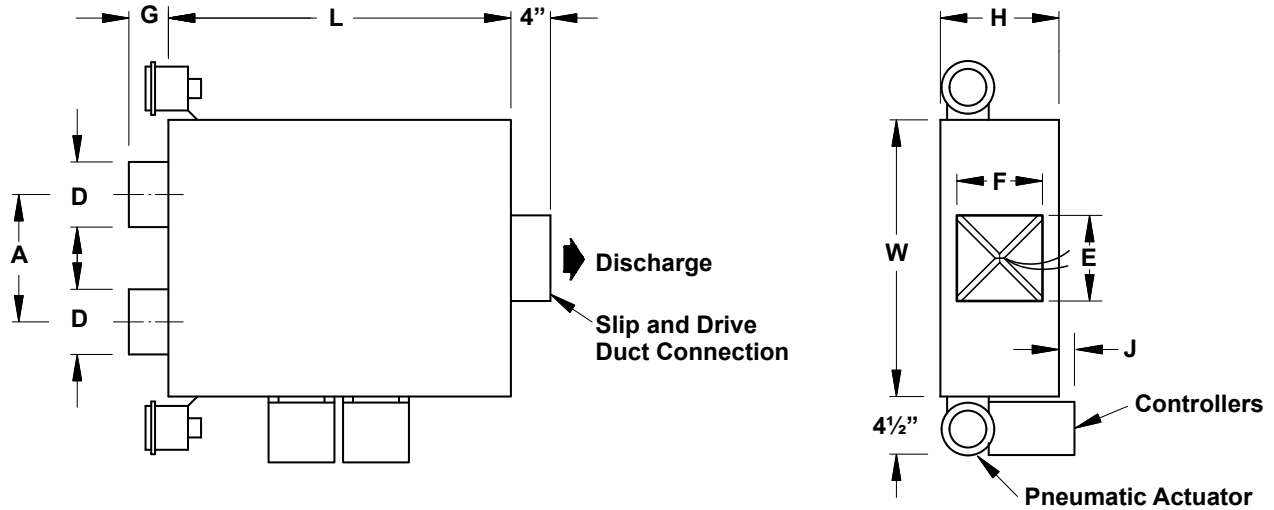 G
L
4”
H
D
A
D
Discharge
Slip and Drive
Duct Connection
F
W
E
J
Controllers
4½”
Pneumatic Actuator